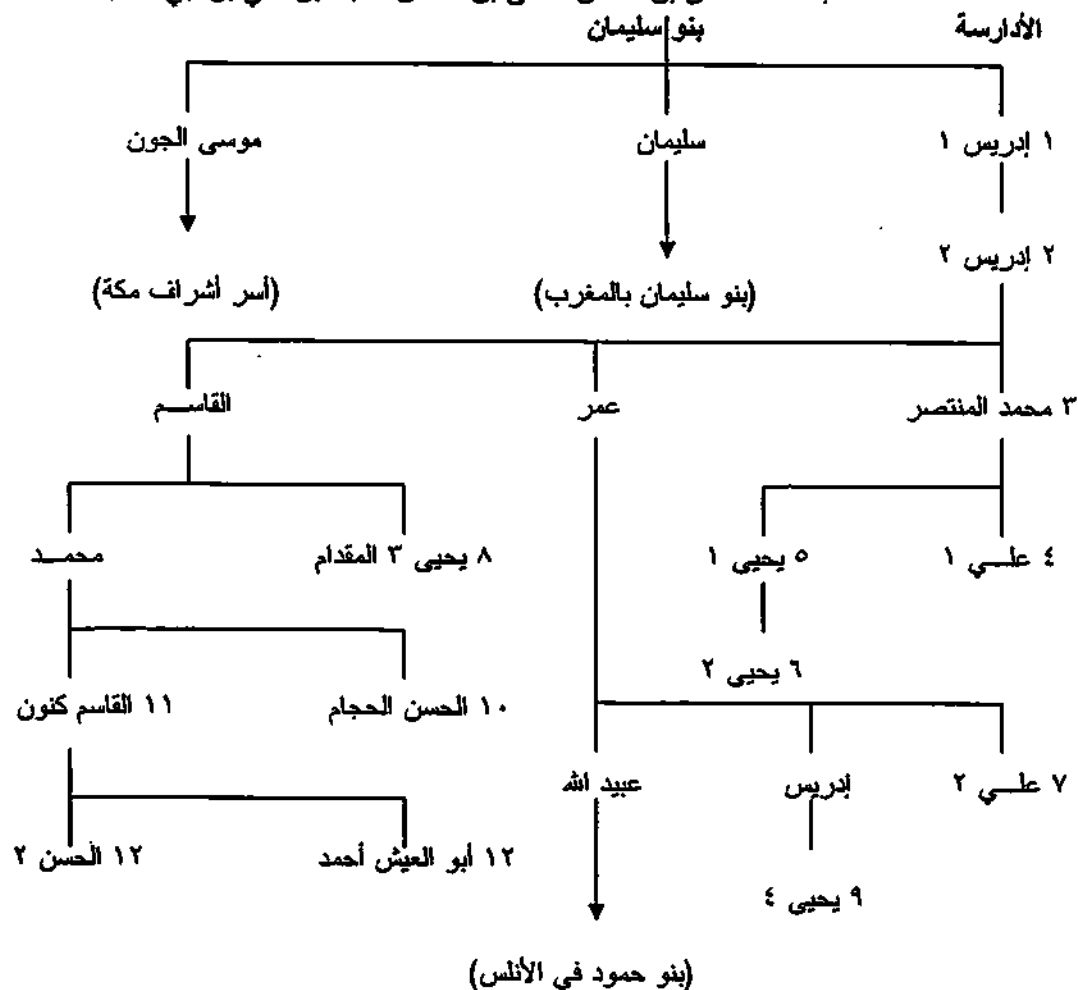 الأدارسة بنو سليمان
١ إدريس ١ سليمان موسى الجون
٢ إدريس ٢
(بنو سليمان بالمغرب) (أسر أشراف مكة)
٣ محمد المنتصر عمر القاسم
٤ علي ١ ٥ يحيى ١ ٨ يحيى ٣ المقدام محمد
٦ يحيى ٢
١٠ الحسن الحجام ١١ القاسم كنون
٧ علي ٢ إدريس عبيد الله
١٢ أبو العيش أحمد ١٢ الحسن ٢
٩ يحيى ٤
(بنو حمود في الأنلس)